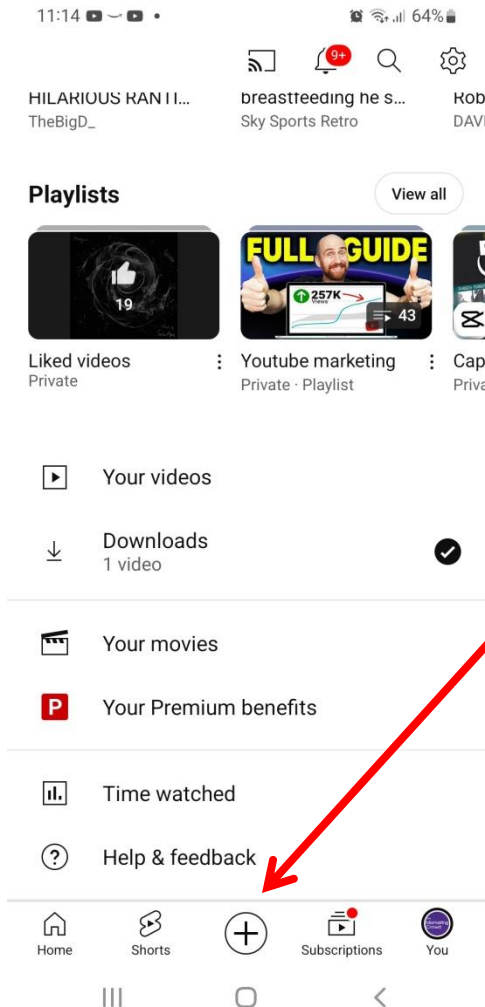 11:14
64%
9+
HILARIOUS RANT I...
breastfeeding he s...
Rob
TheBigD_
Sky Sports Retro
DAVI
Playlists
View all
19
FULL GUIDE
257K
Views
43
Liked videos
Youtube marketing
Cap
Private
Private · Playlist
Priva
Your videos
Downloads
1 video
Your movies
P
Your Premium benefits
Time watched
Help & feedback
Home
Shorts
Subscriptions
You